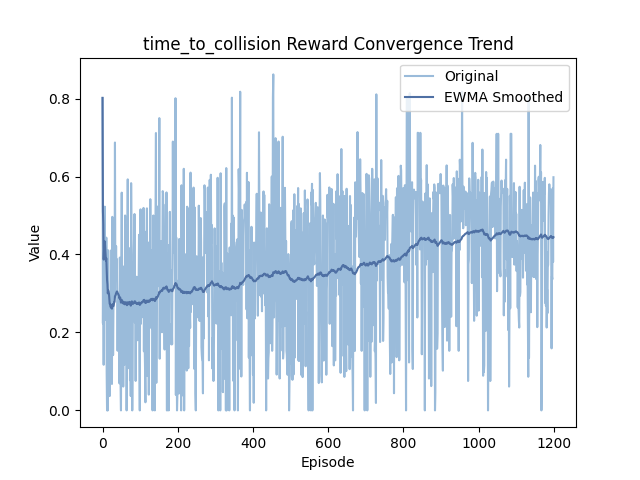 time_to_collision Reward Convergence Trend
Original
EWMA Smoothed
Value
0.8
0.6
0.4
0.2
0.0
0 200 400 600 800 1000 1200
Episode